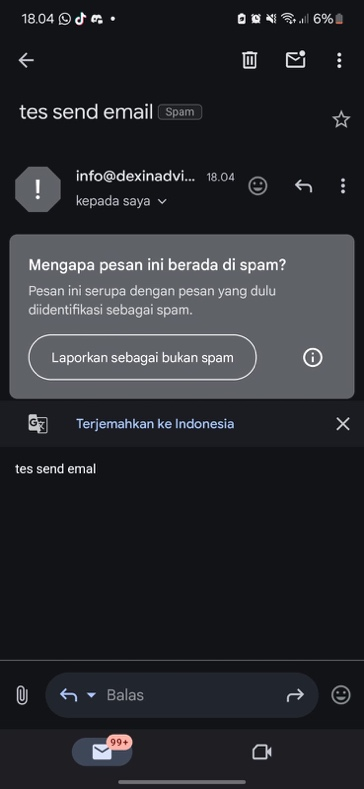 18.04
6%
tes send email Spam
info@dexinadvi... 18.04
kepada saya
Mengapa pesan ini berada di spam?
Pesan ini serupa dengan pesan yang dulu
diidentifikasi sebagai spam.
Laporkan sebagai bukan spam
Terjemahkan ke Indonesia
tes send emal
Balas
99+